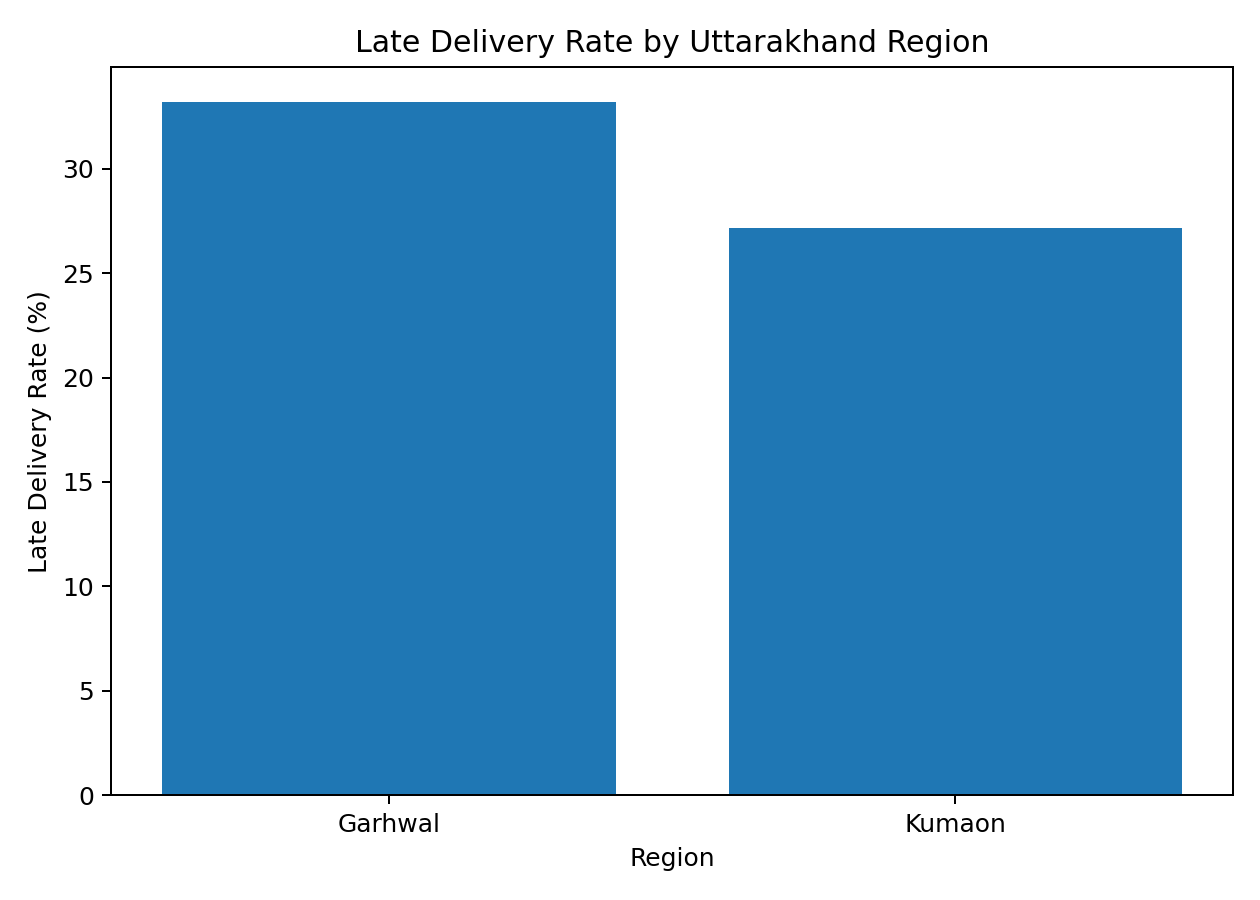 Late Delivery Rate by Uttarakhand Region
Late Delivery Rate (%)
30
25
20
15
10
5
0
Garhwal Kumaon
Region